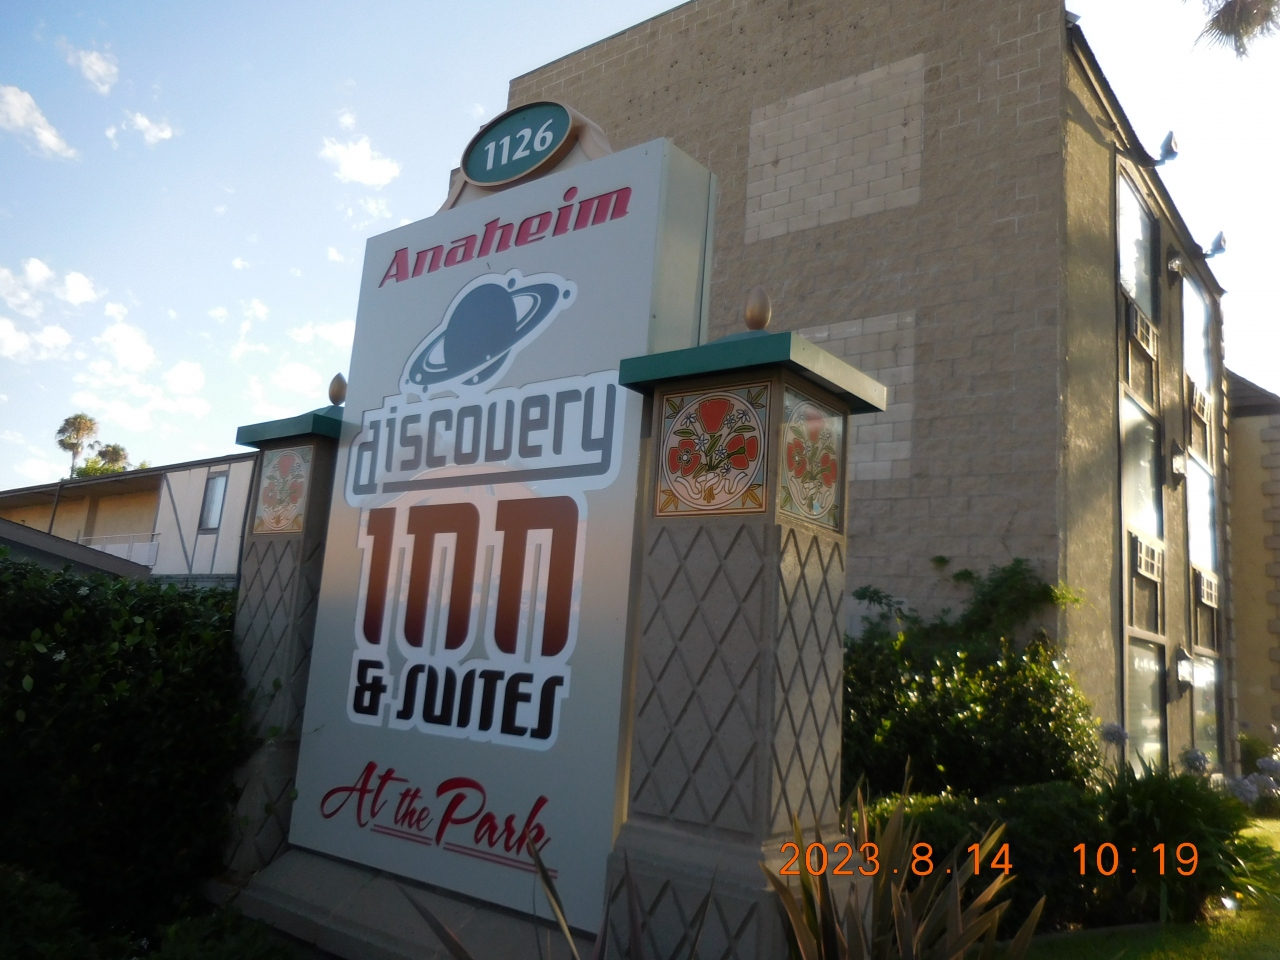 1126
Anaheim
discovery
INN
& SUITES
At the Park
2023.8.14 10:19